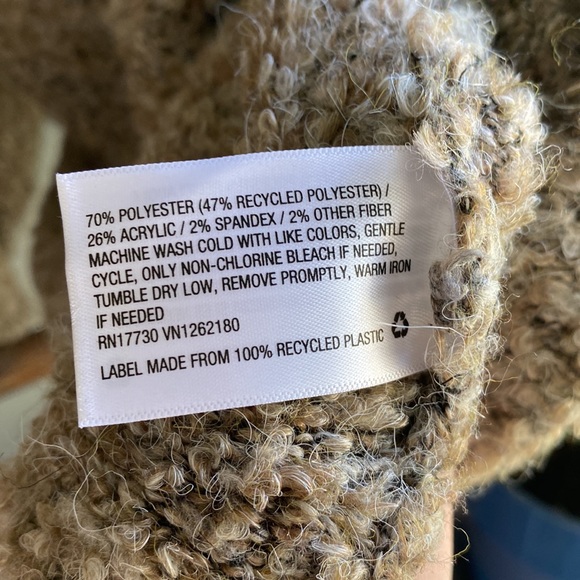 70% POLYESTER (47% RECYCLED POLYESTER) /
26% ACRYLIC / 2% SPANDEX / 2% OTHER FIBER
MACHINE WASH COLD WITH LIKE COLORS, GENTLE
CYCLE, ONLY NON-CHLORINE BLEACH IF NEEDED,
TUMBLE DRY LOW, REMOVE PROMPTLY, WARM IRON
IF NEEDED
RN17730 VN1262180
LABEL MADE FROM 100% RECYCLED PLASTIC